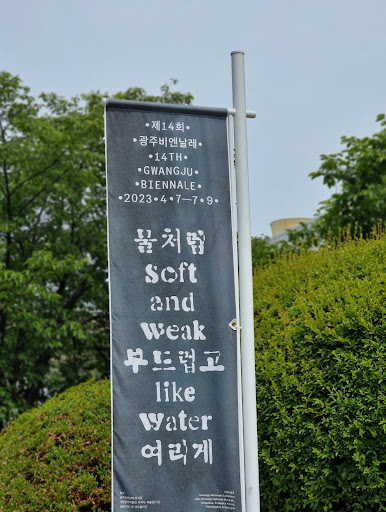 •제14회•
•광주비엔날레•
•14TH•
•GWANGJU•
•BIENNALE•
•2023•4•7—7•9•
물처럼
Soft
and
weak
부드럽고
like
water
여리게